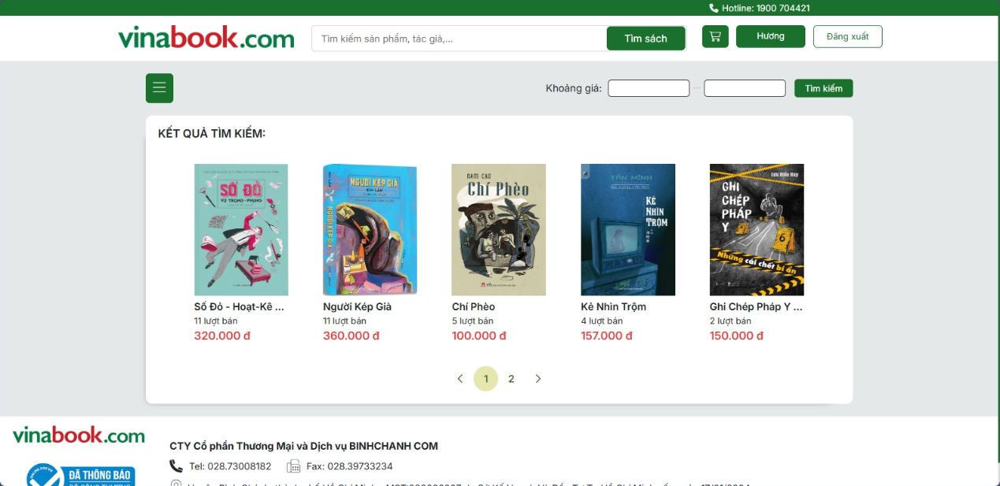 Hotline: 1900 704421
vinabook.com
Tìm kiếm sản phẩm, tác giả,...
Tìm sách
Hương
Đăng xuất
Khoảng giá:
Tìm kiếm
KẾT QUẢ TÌM KIẾM:
SỐ ĐỎ
VŨ TRỌNG - PHỤNG
NGƯỜI KÉP GIÀ
KIM LÂN
NGƯỜI KÉP GIÀ
NAM CAO
Chí Phèo
TÂN MÌNH
KẺ
NHÌN
TRỘM
Lưu Hiểu Huy
GHI
CHÉP
PHÁP
Y
6
Những cái chết bí ẩn
Số Đỏ - Hoạt-Kê ...
11 lượt bán
320.000 đ
Người Kép Già
11 lượt bán
360.000 đ
Chí Phèo
5 lượt bán
100.000 đ
Kẻ Nhìn Trộm
4 lượt bán
157.000 đ
Ghi Chép Pháp Y ...
2 lượt bán
150.000 đ
1 2
vinabook.com
CTY Cổ phần Thương Mại và Dịch vụ BINHCHANH COM
Tel: 028.73008182 Fax: 028.39733234
ĐÃ THÔNG BÁO